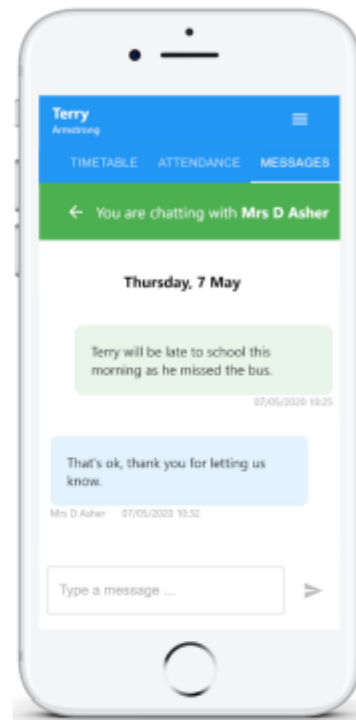 Terry
Armstrong
TIMETABLE ATTENDANCE MESSAGES
← You are chatting with Mrs D Asher
Thursday, 7 May
Terry will be late to school this
morning as he missed the bus.
07/05/2020 10:25
That's ok, thank you for letting us
know.
Mrs D Asher 07/05/2020 10:32
Type a message ...